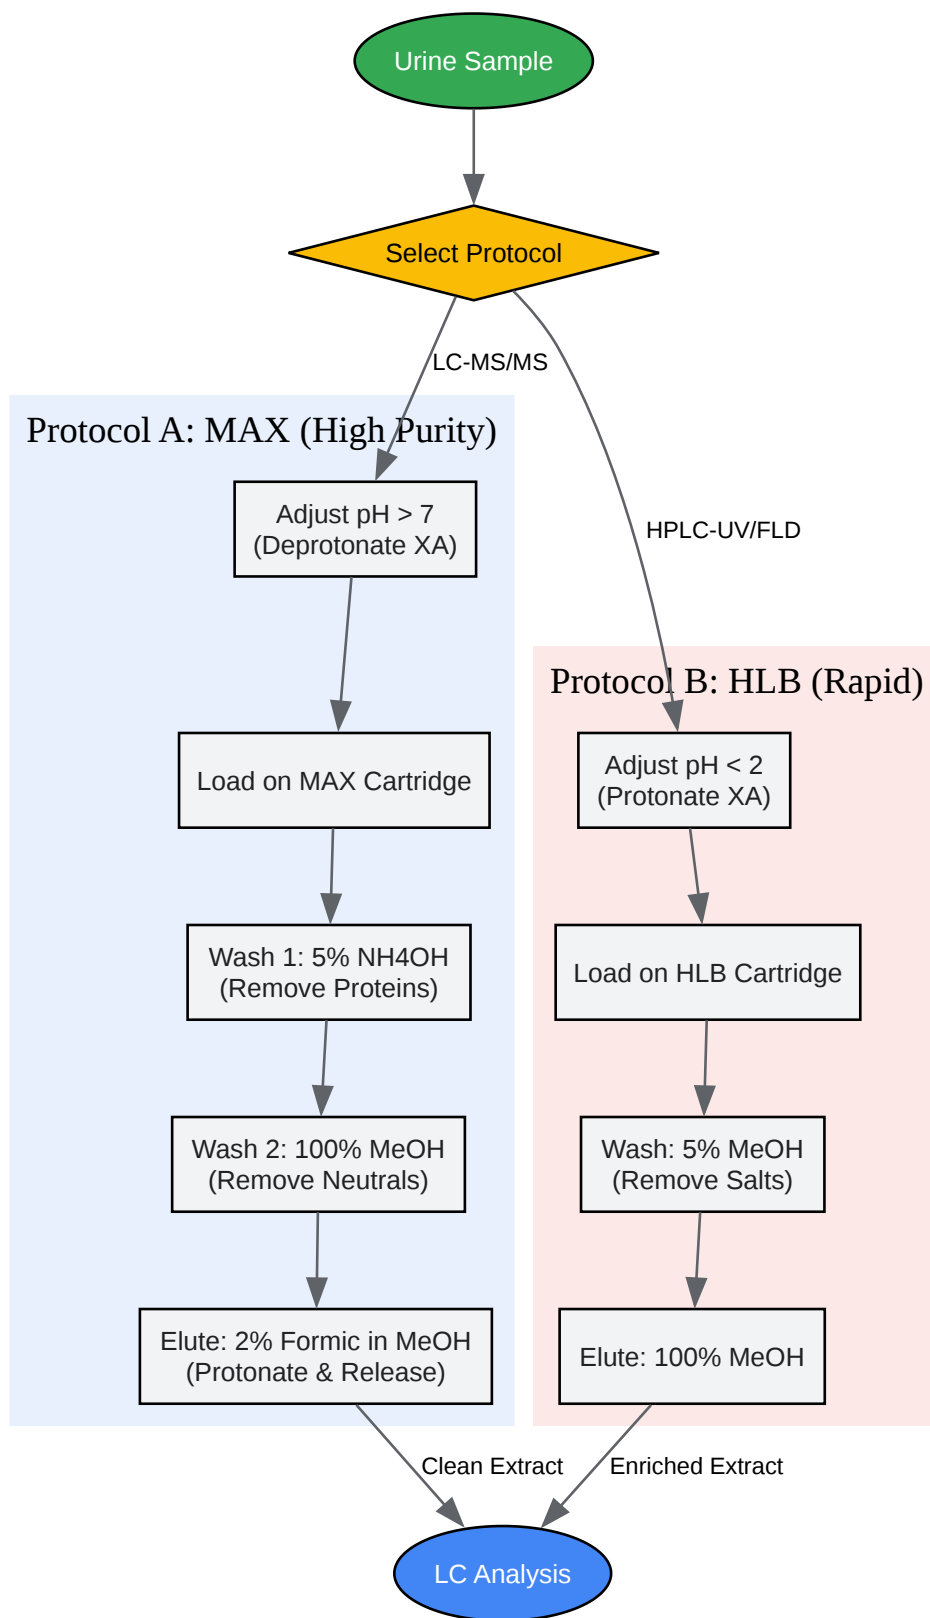 Urine Sample
Select Protocol
LC-MS/MS
Protocol A: MAX (High Purity)
Adjust pH > 7
(Deprotonate XA)
HPLC-UV/FLD
Protocol B: HLB (Rapid)
Load on MAX Cartridge
Adjust pH < 2
(Protonate XA)
Wash 1: 5% NH4OH
(Remove Proteins)
Load on HLB Cartridge
Wash 2: 100% MeOH
(Remove Neutrals)
Wash: 5% MeOH
(Remove Salts)
Elute: 2% Formic in MeOH
(Protonate & Release)
Elute: 100% MeOH
Clean Extract
Enriched Extract
LC Analysis